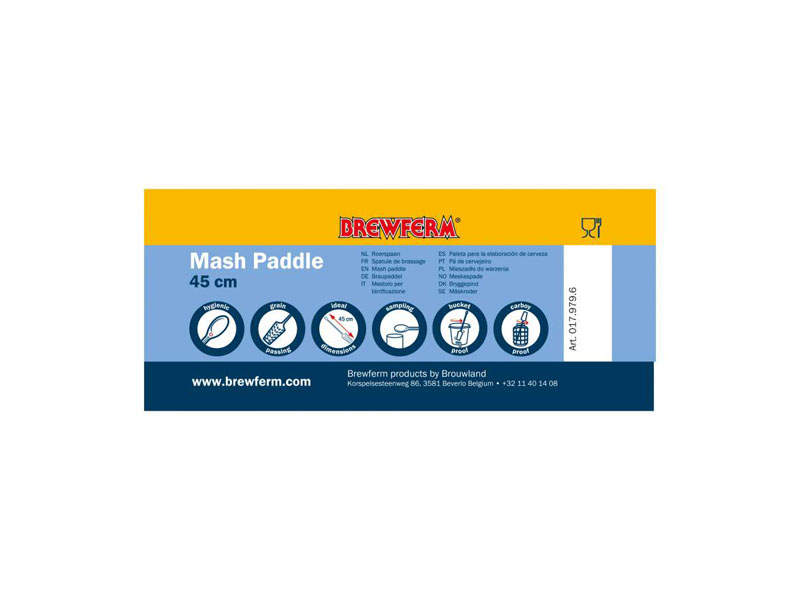 BREWFERM®
Mash Paddle
45 cm
NL Roerspaan
FR Spatule de brassage
EN Mash paddle
DE Braupaddel
IT Mestolo per
birrificazione
ES Paleta para la elaboración de cerveza
PT Pá de cervejeiro
PL Mieszadło do warzenia
NO Meskespade
DK Bryggepind
SE Mäskroder
hygienic
grain
passing
ideal
45 cm
dimensions
sampling
bucket
proof
carboy
proof
Art. 017.979.6
www.brewferm.com
Brewferm products by Brouwland
Korspelsesteenweg 86, 3581 Beverlo Belgium • +32 11 40 14 08